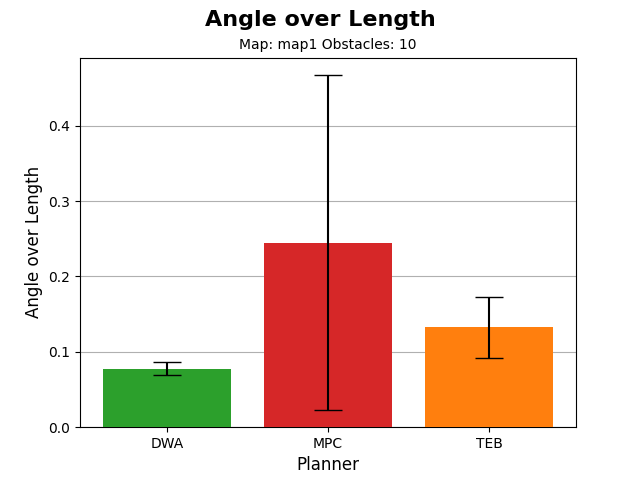 Angle over Length
Map: map1 Obstacles: 10
Angle over Length
0.4
0.3
0.2
0.1
0.0
DWA MPC TEB
Planner